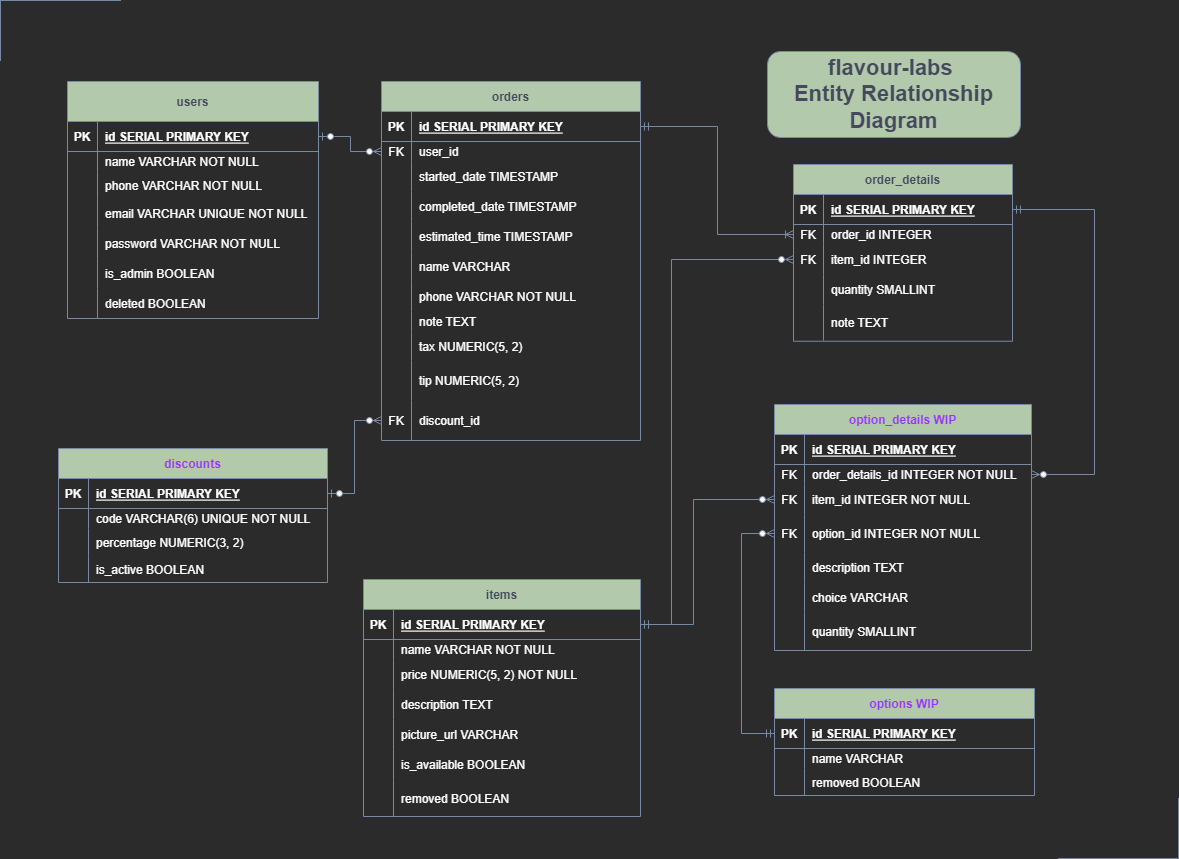 flavour-labs
Entity Relationship
Diagram
users
PK id SERIAL PRIMARY KEY
name VARCHAR NOT NULL
phone VARCHAR NOT NULL
email VARCHAR UNIQUE NOT NULL
password VARCHAR NOT NULL
is_admin BOOLEAN
deleted BOOLEAN
orders
PK id SERIAL PRIMARY KEY
FK user_id
started_date TIMESTAMP
completed_date TIMESTAMP
estimated_time TIMESTAMP
name VARCHAR
phone VARCHAR NOT NULL
note TEXT
tax NUMERIC(5, 2)
tip NUMERIC(5, 2)
FK discount_id
order_details
PK id SERIAL PRIMARY KEY
FK order_id INTEGER
FK item_id INTEGER
quantity SMALLINT
note TEXT
discounts
PK id SERIAL PRIMARY KEY
code VARCHAR(6) UNIQUE NOT NULL
percentage NUMERIC(3, 2)
is_active BOOLEAN
option_details WIP
PK id SERIAL PRIMARY KEY
FK order_details_id INTEGER NOT NULL
FK item_id INTEGER NOT NULL
FK option_id INTEGER NOT NULL
description TEXT
choice VARCHAR
quantity SMALLINT
items
PK id SERIAL PRIMARY KEY
name VARCHAR NOT NULL
price NUMERIC(5, 2) NOT NULL
description TEXT
picture_url VARCHAR
is_available BOOLEAN
removed BOOLEAN
options WIP
PK id SERIAL PRIMARY KEY
name VARCHAR
removed BOOLEAN